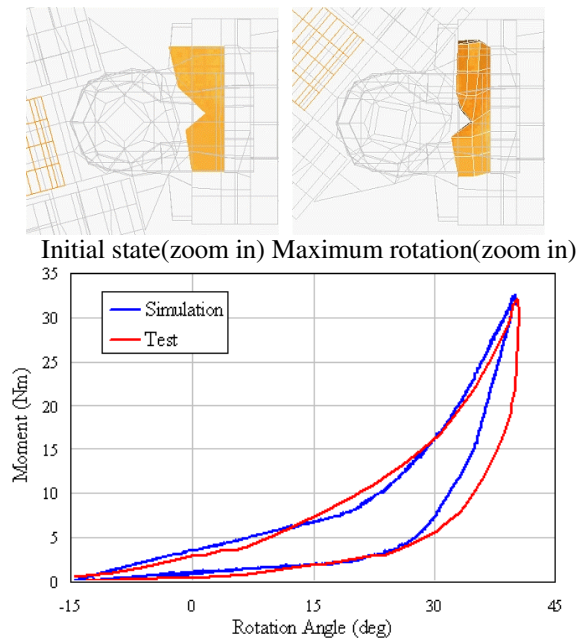 Initial state(zoom in) Maximum rotation(zoom in)
35
30
25
20
15
10
5
0
Moment (Nm)
Simulation
Test
-15 0 15 30 45
Rotation Angle (deg)